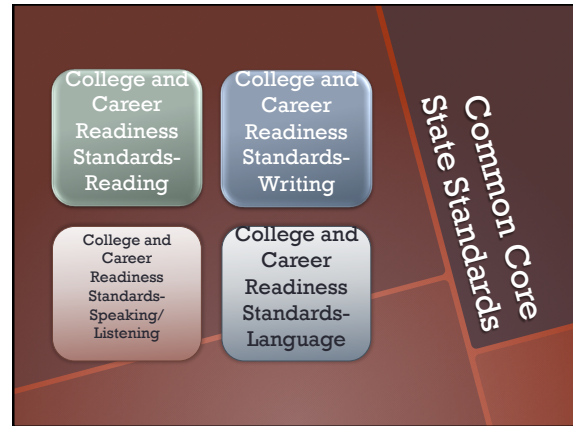 College and
Career
Readiness
Standards-
Reading
College and
Career
Readiness
Standards-
Writing
College and
Career
Readiness
Standards-
Speaking/
Listening
College and
Career
Readiness
Standards-
Language
Common Core
State Standards